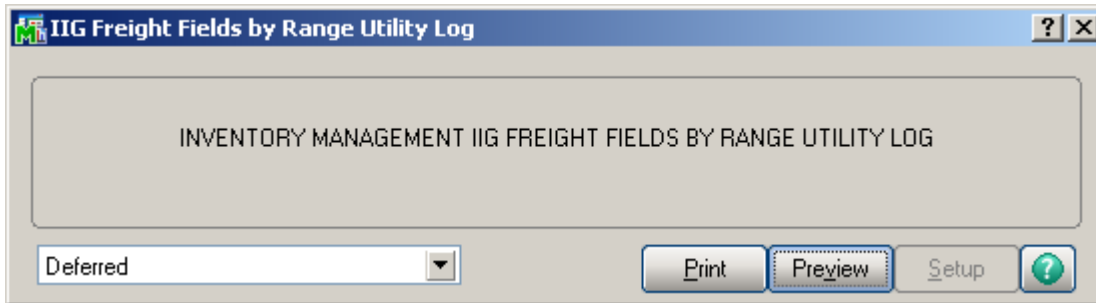 IIG Freight Fields by Range Utility Log
INVENTORY MANAGEMENT IIG FREIGHT FIELDS BY RANGE UTILITY LOG
Deferred Print Preview Setup